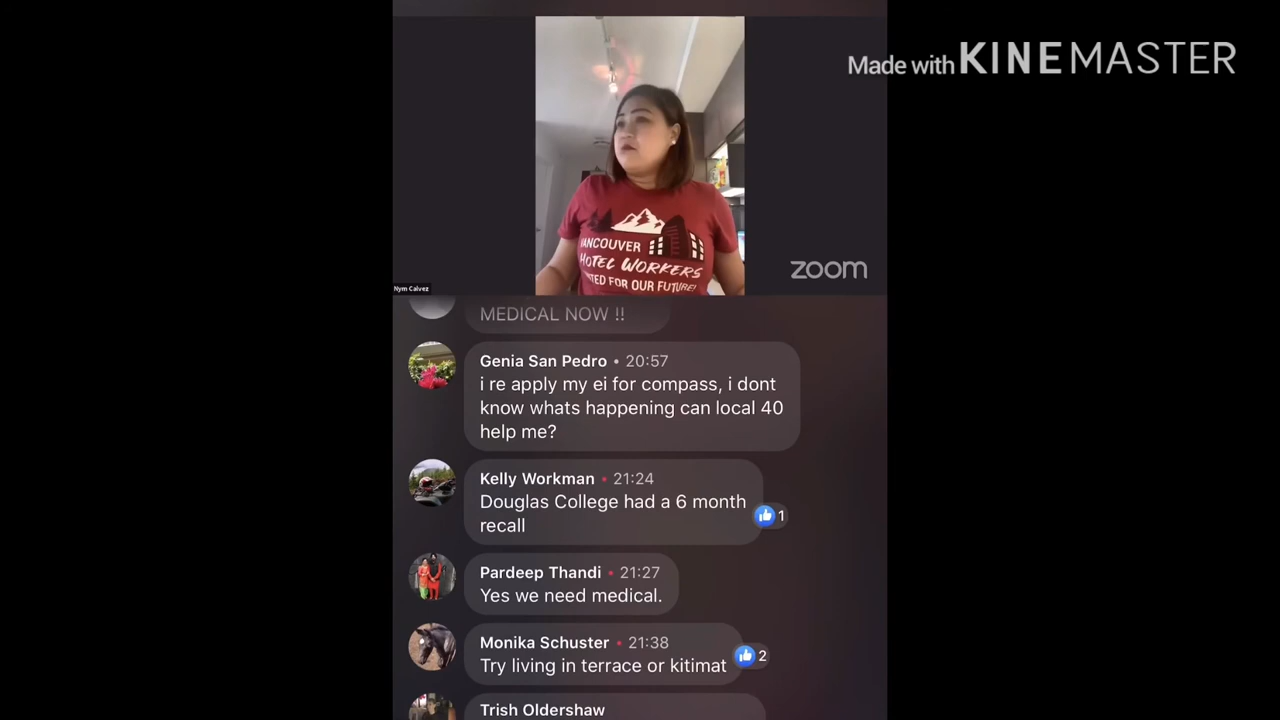 Made with KINEMASTER
VANCOUVER
HOTEL WORKERS
UNITED FOR OUR FUTURE!
zoom
Nym Calvez
MEDICAL NOW !!
Genia San Pedro • 20:57
i re apply my ei for compass, i dont
know whats happening can local 40
help me?
Kelly Workman • 21:24
Douglas College had a 6 month
recall
1
Pardeep Thandi • 21:27
Yes we need medical.
Monika Schuster • 21:38
Try living in terrace or kitimat
2
Trish Oldershaw